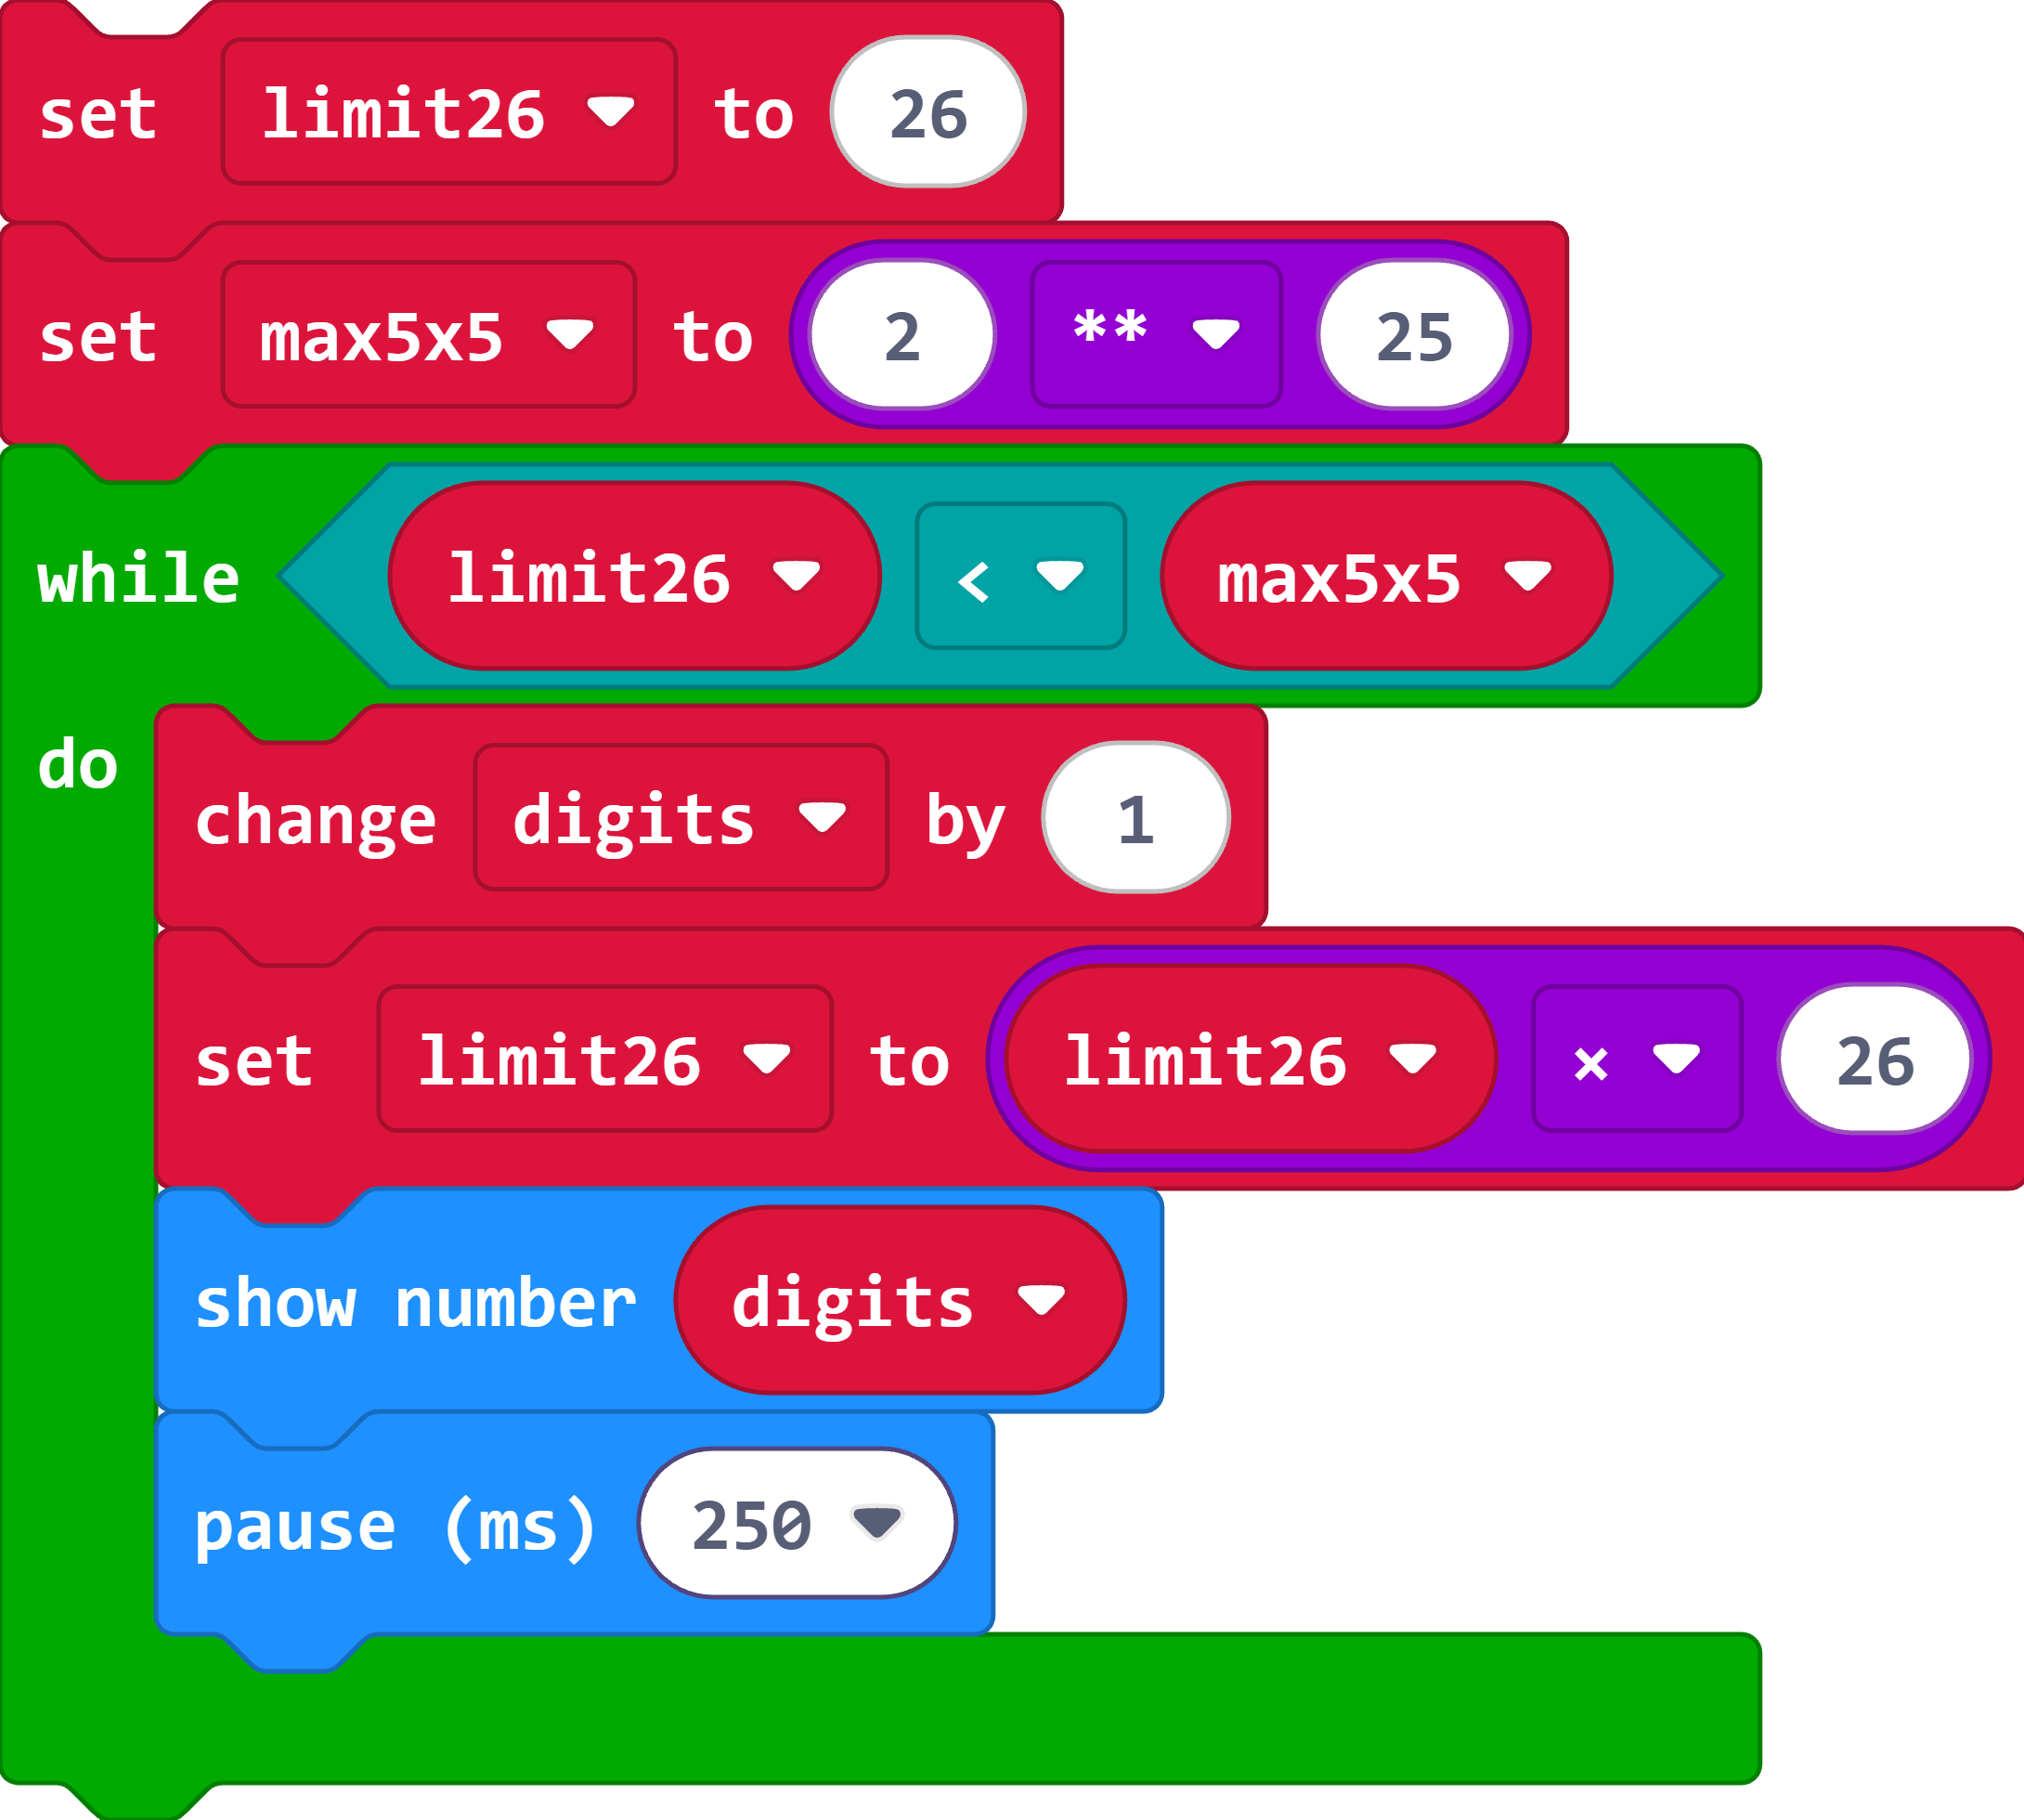 set limit26 to 26
set max5x5 to 2 ** 25
while limit26 < max5x5
do
change digits by 1
set limit26 to limit26 × 26
show number digits
pause (ms) 250